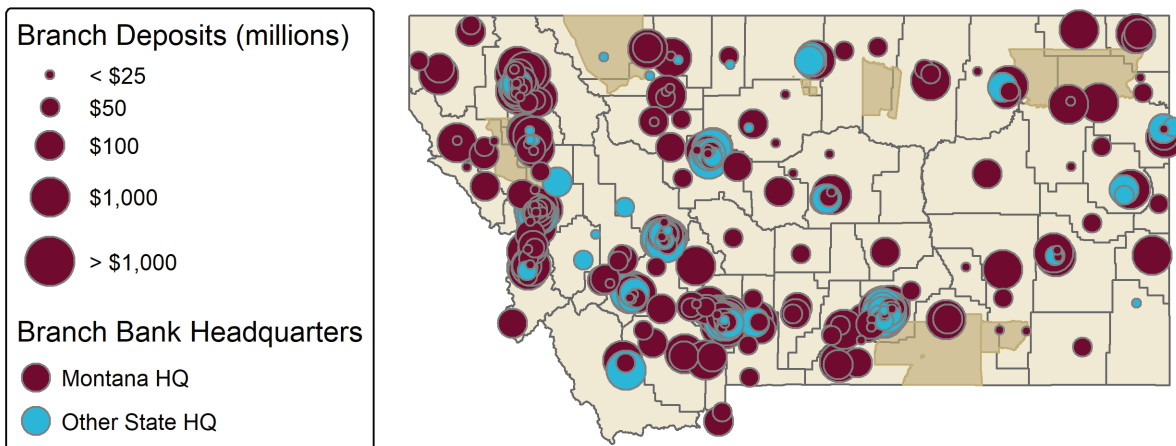 Branch Deposits (millions)
< $25
$50
$100
$1,000
> $1,000
Branch Bank Headquarters
Montana HQ
Other State HQ